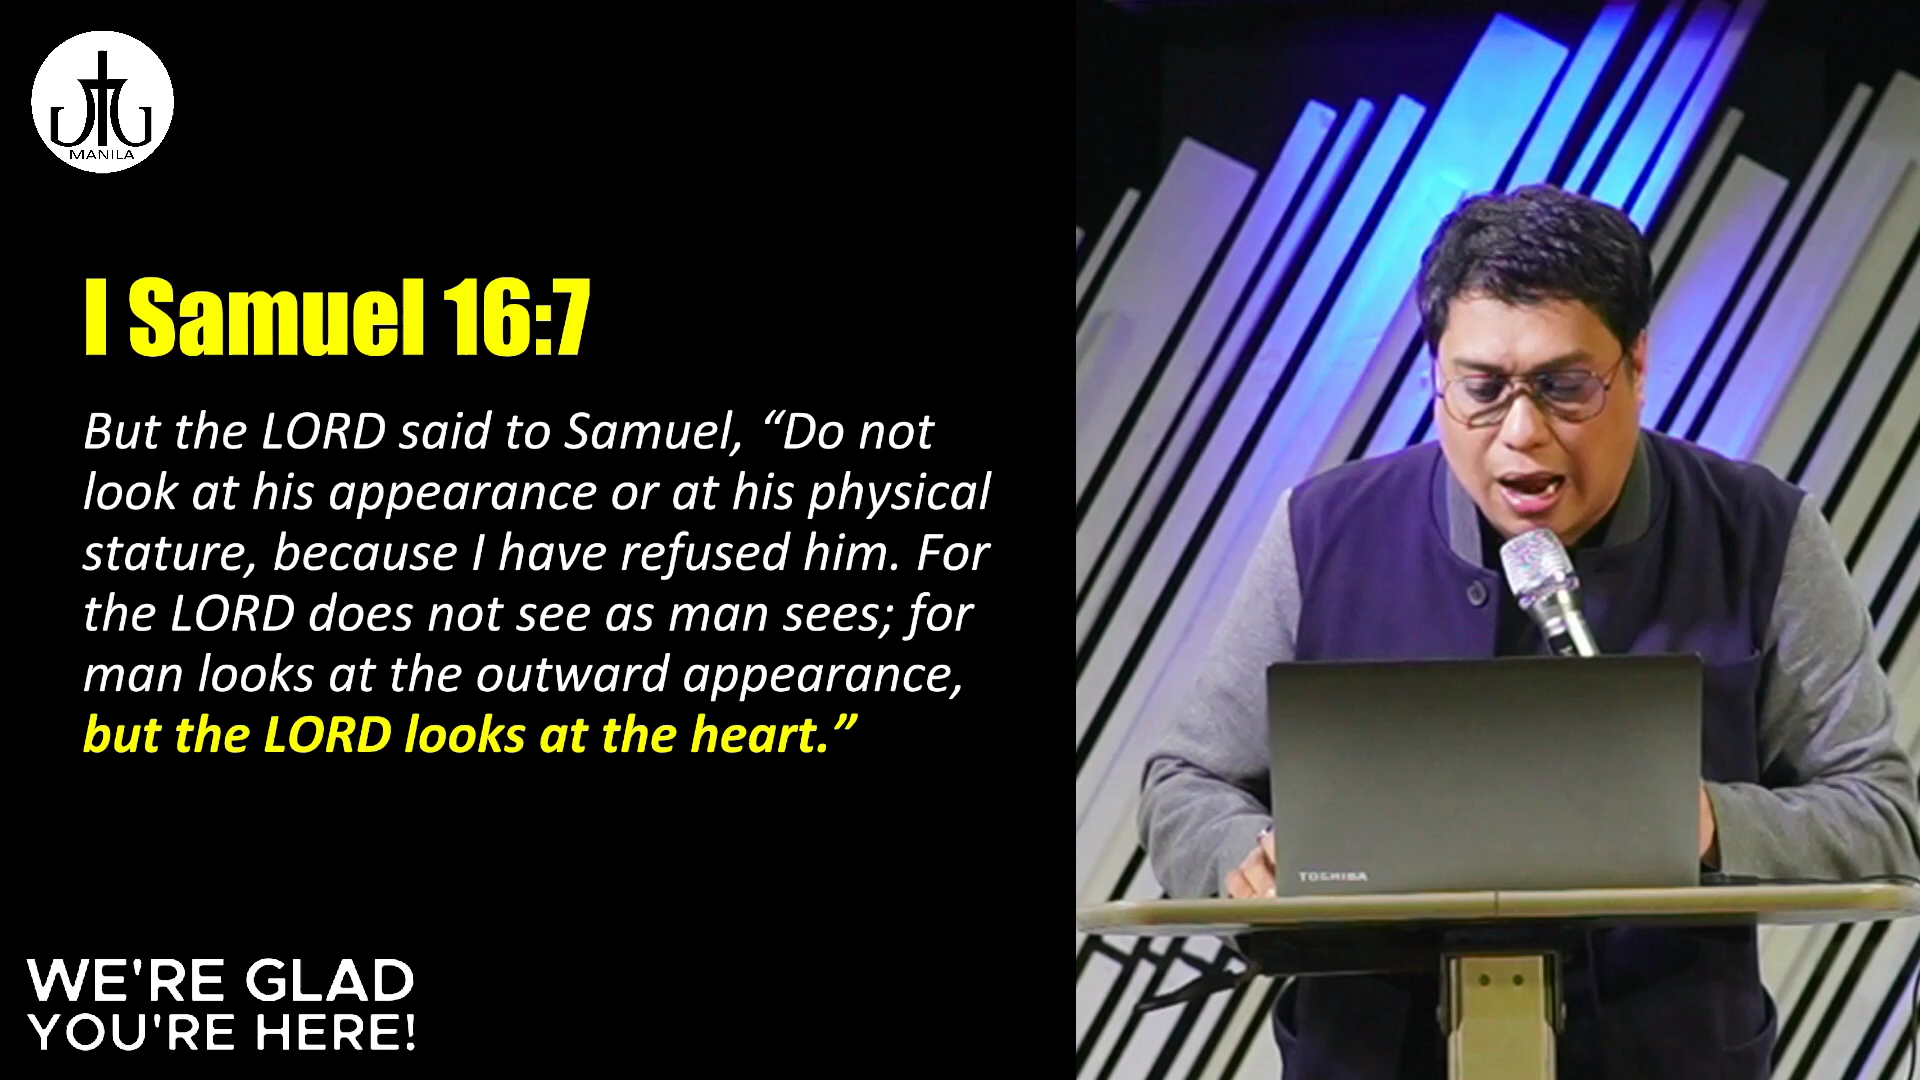 JTG
MANILA
I Samuel 16:7
But the LORD said to Samuel, “Do not
look at his appearance or at his physical
stature, because I have refused him. For
the LORD does not see as man sees; for
man looks at the outward appearance,
but the LORD looks at the heart.”
WE'RE GLAD
YOU'RE HERE!
TOSHIBA